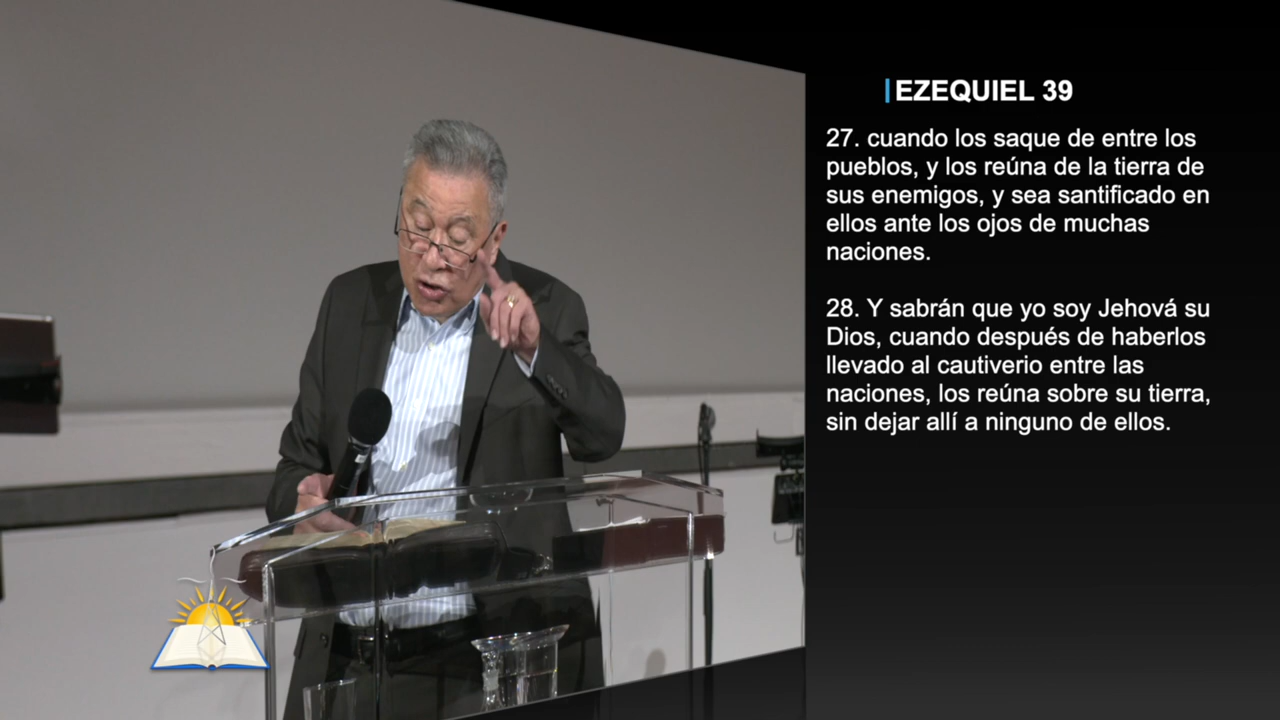 EZEQUIEL 39
27. cuando los saque de entre los
pueblos, y los reúna de la tierra de
sus enemigos, y sea santificado en
ellos ante los ojos de muchas
naciones.
28. Y sabrán que yo soy Jehová su
Dios, cuando después de haberlos
llevado al cautiverio entre las
naciones, los reúna sobre su tierra,
sin dejar allí a ninguno de ellos.